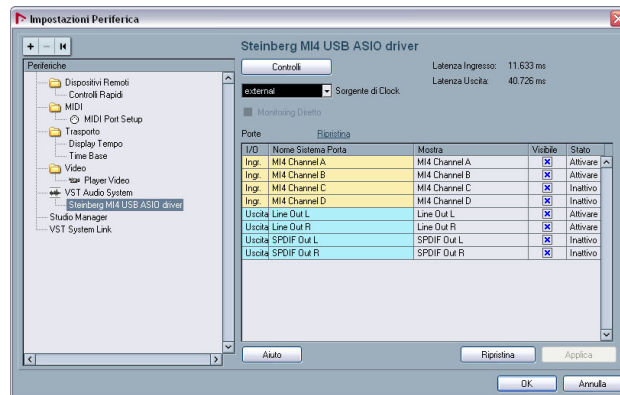 Impostazioni Periferica
Periferiche
Dispositivi Remoti
Controlli Rapidi
MIDI
MIDI Port Setup
Trasporto
Display Tempo
Time Base
Video
Player Video
VST Audio System
Steinberg MI4 USB ASIO driver
Studio Manager
VST System Link
Steinberg MI4 USB ASIO driver
Controlli
Latenza Ingresso: 11.633 ms
Latenza Uscita: 40.726 ms
external Sorgente di Clock
Monitoring Diretto
Porte Ripristina
I/O Nome Sistema Porta Mostra Visibile Stato
Ingr. MI4 Channel A MI4 Channel A Attivare
Ingr. MI4 Channel B MI4 Channel B Attivare
Ingr. MI4 Channel C MI4 Channel C Inattivo
Ingr. MI4 Channel D MI4 Channel D Inattivo
Uscita Line Out L Line Out L Attivare
Uscita Line Out R Line Out R Attivare
Uscita SPDIF Out L SPDIF Out L Inattivo
Uscita SPDIF Out R SPDIF Out R Inattivo
Aiuto Ripristina Applica
OK Annulla